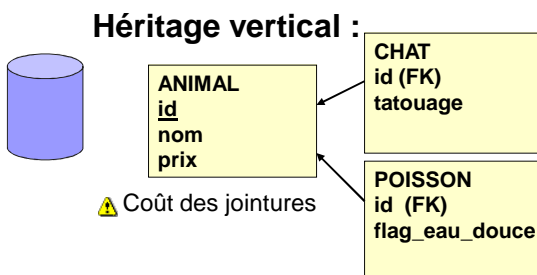 Héritage vertical :
ANIMAL
id
nom
prix
CHAT
id (FK)
tatouage
POISSON
id (FK)
flag_eau_douce
Coût des jointures